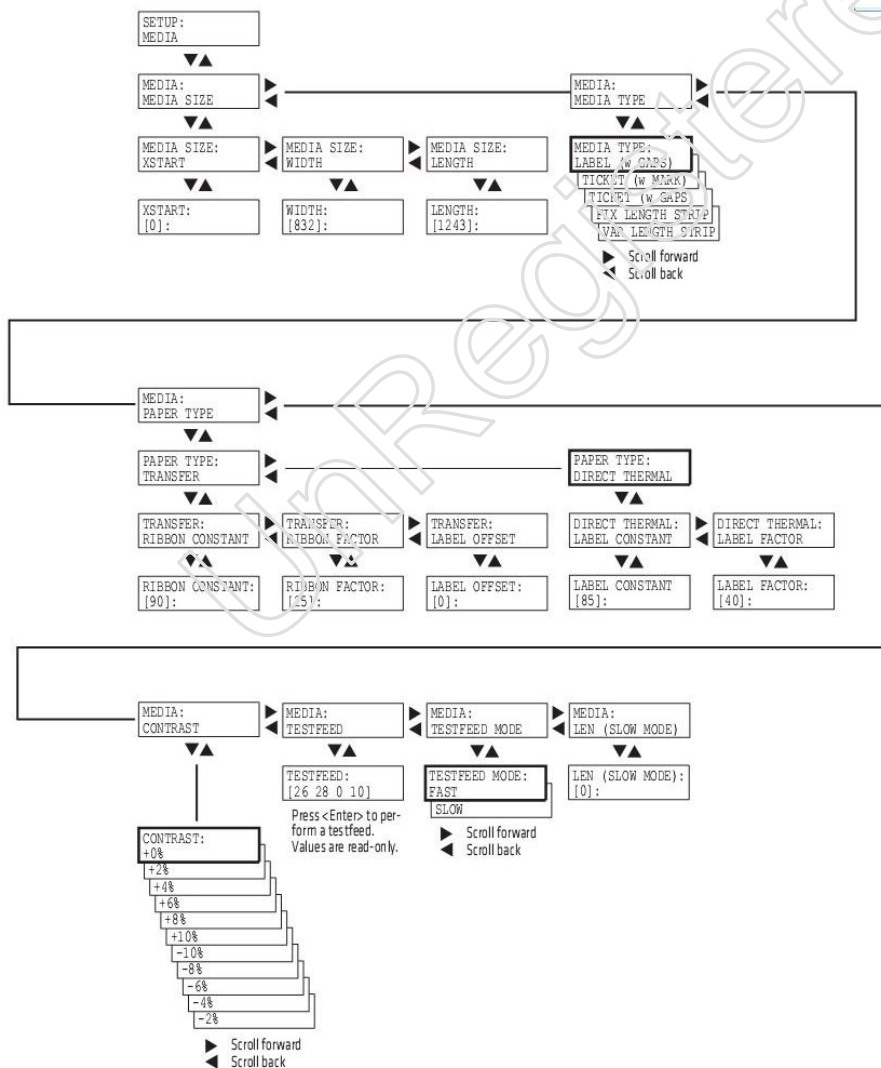 SETUP:
MEDIA
MEDIA:
MEDIA SIZE
MEDIA:
MEDIA TYPE
MEDIA SIZE:
XSTART
MEDIA SIZE:
WIDTH
MEDIA SIZE:
LENGTH
MEDIA TYPE:
LABEL (w GAPS)
TICKET (w MARK)
TICKET (w GAPS)
FIX LENGTH STRIP
VAR LENGTH STRIP
XSTART:
[0]:
WIDTH:
[832]:
LENGTH:
[1243]:
Scroll forward
Scroll back
MEDIA:
PAPER TYPE
PAPER TYPE:
TRANSFER
PAPER TYPE:
DIRECT THERMAL
TRANSFER:
RIBBON CONSTANT
TRANSFER:
RIBBON FACTOR
TRANSFER:
LABEL OFFSET
DIRECT THERMAL:
LABEL CONSTANT
DIRECT THERMAL:
LABEL FACTOR
RIBBON CONSTANT:
[90]:
RIBBON FACTOR:
[25]:
LABEL OFFSET:
[0]:
LABEL CONSTANT
[85]:
LABEL FACTOR:
[40]:
MEDIA:
CONTRAST
MEDIA:
TESTFEED
MEDIA:
TESTFEED MODE
MEDIA:
LEN (SLOW MODE)
TESTFEED:
[26 28 0 10]
Press <Enter> to per-
form a testfeed.
Values are read-only.
TESTFEED MODE:
FAST
SLOW
Scroll forward
Scroll back
LEN (SLOW MODE):
[0]:
CONTRAST:
+0%
+2%
+4%
+6%
+8%
+10%
-10%
-8%
-6%
-4%
-2%
Scroll forward
Scroll back
UnRegistere